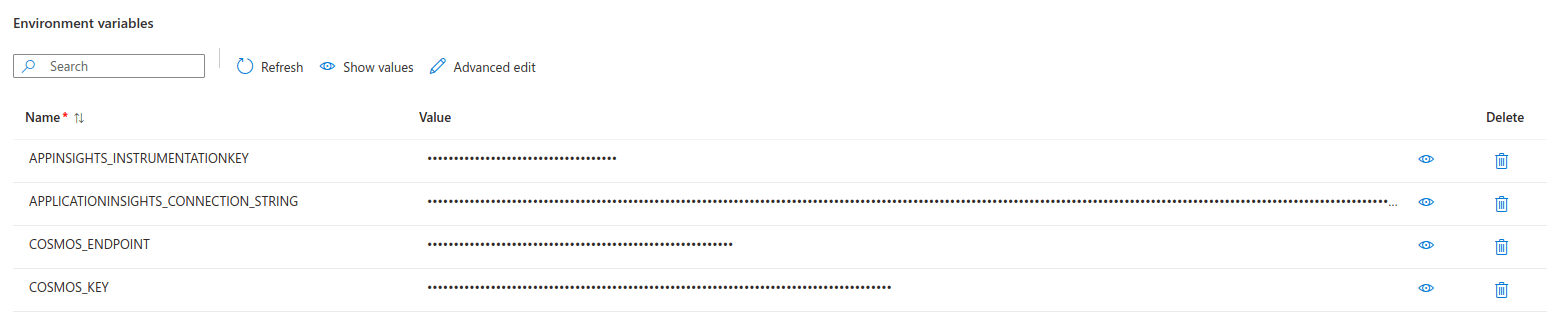 Environment variables
Search Refresh Show values Advanced edit
Name* Value Delete
APPINSIGHTS_INSTRUMENTATIONKEY
APPLICATIONINSIGHTS_CONNECTION_STRING
COSMOS_ENDPOINT
COSMOS_KEY